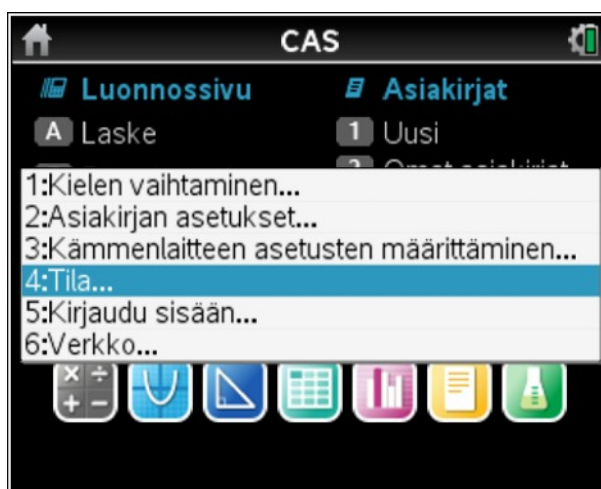 CAS
Luonnossivu
Asiakirjat
A Laske
1 Uusi
1:Kielen vaihtaminen...
2:Asiakirjan asetukset...
3:Kämmenlaitteen asetusten määrittäminen...
4:Tila...
5:Kirjaudu sisään...
6:Verkko...